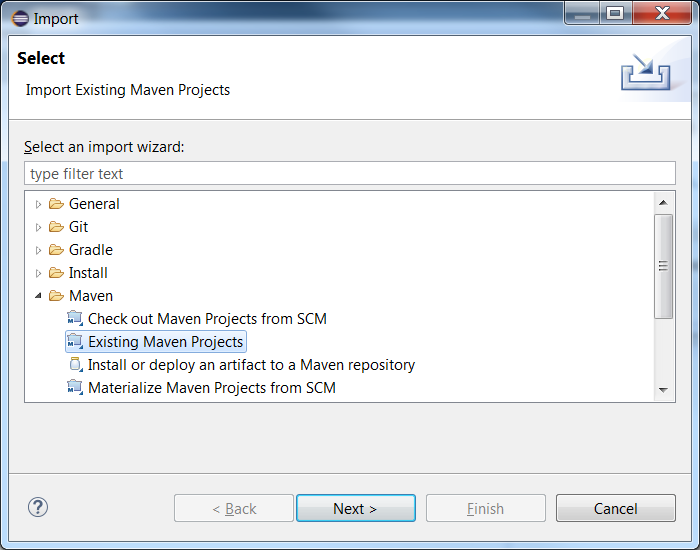 Import
Select
Import Existing Maven Projects
Select an import wizard:
type filter text
General
Git
Gradle
Install
Maven
Check out Maven Projects from SCM
Existing Maven Projects
Install or deploy an artifact to a Maven repository
Materialize Maven Projects from SCM
< Back
Next >
Finish
Cancel